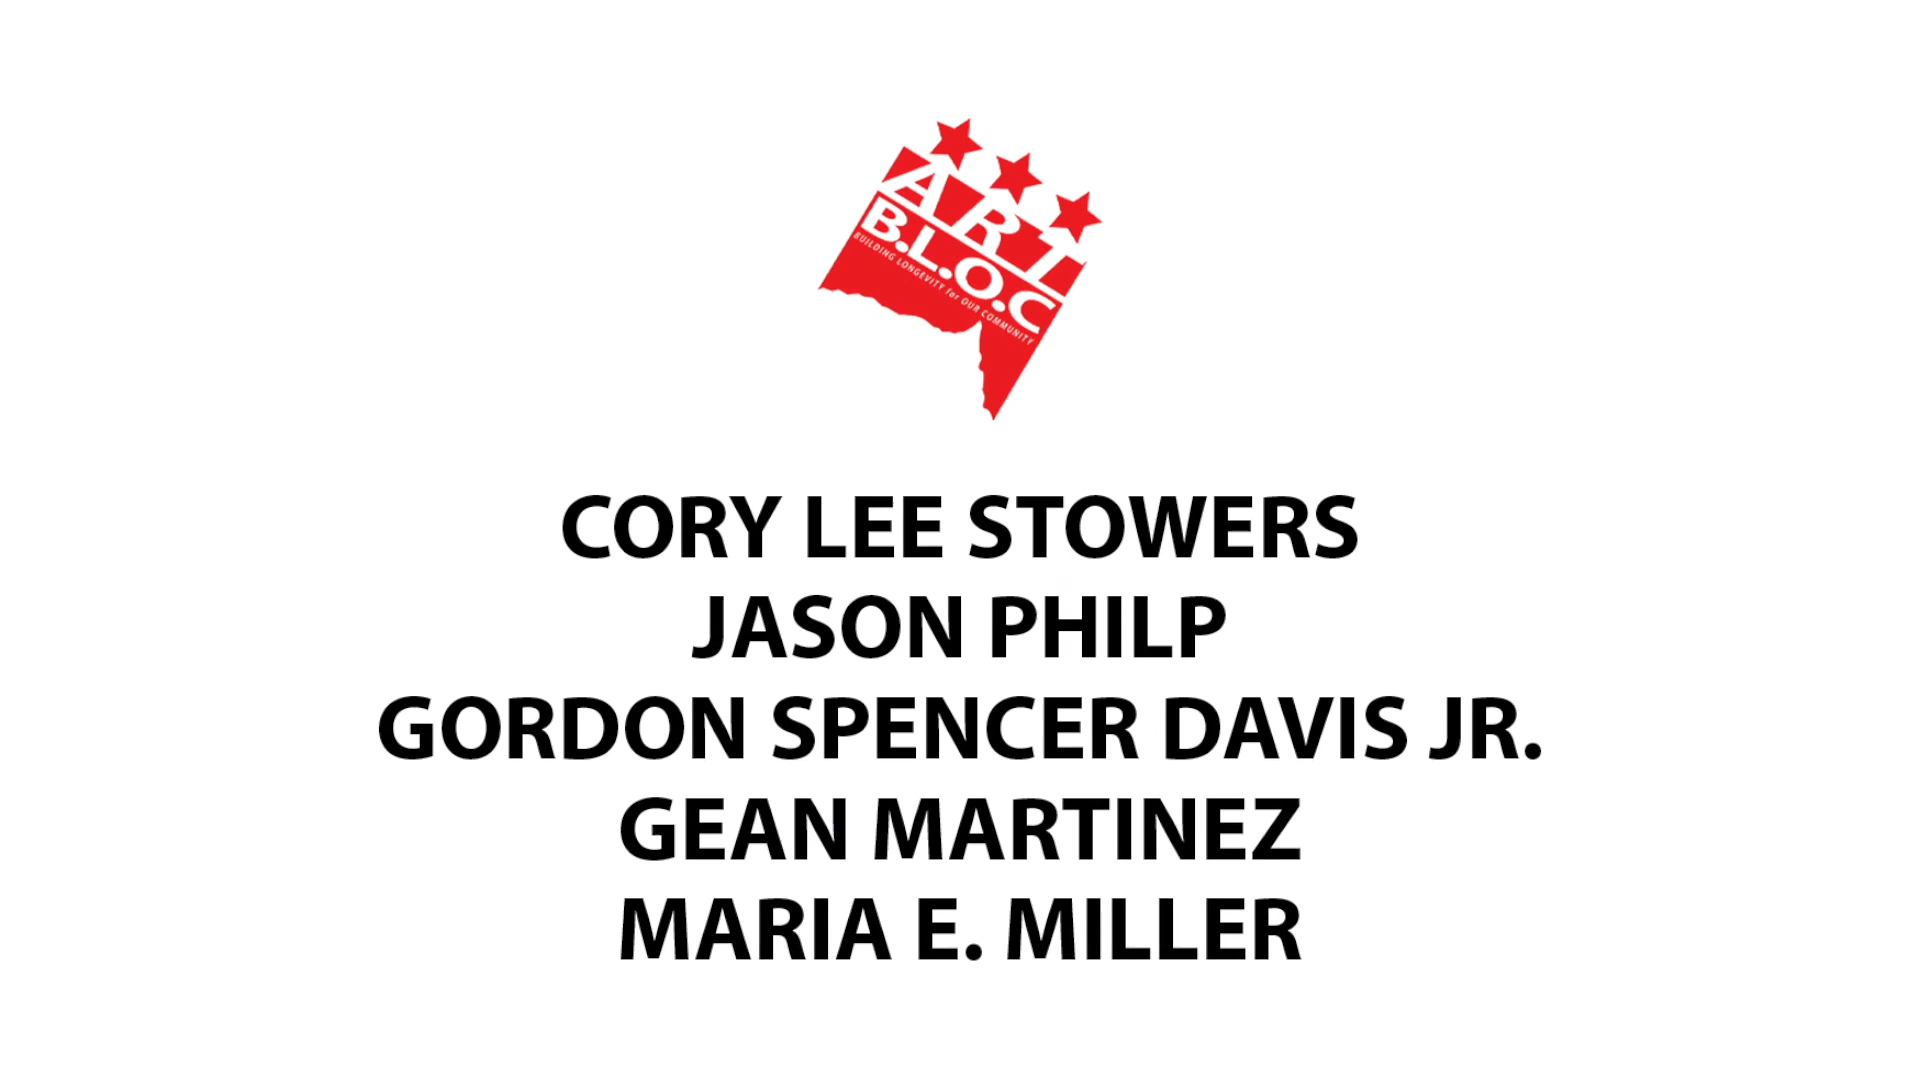 ART
B.L.O.C
BUILDING LONGEVITY for OUR COMMUNITY
CORY LEE STOWERS
JASON PHILP
GORDON SPENCER DAVIS JR.
GEAN MARTINEZ
MARIA E. MILLER